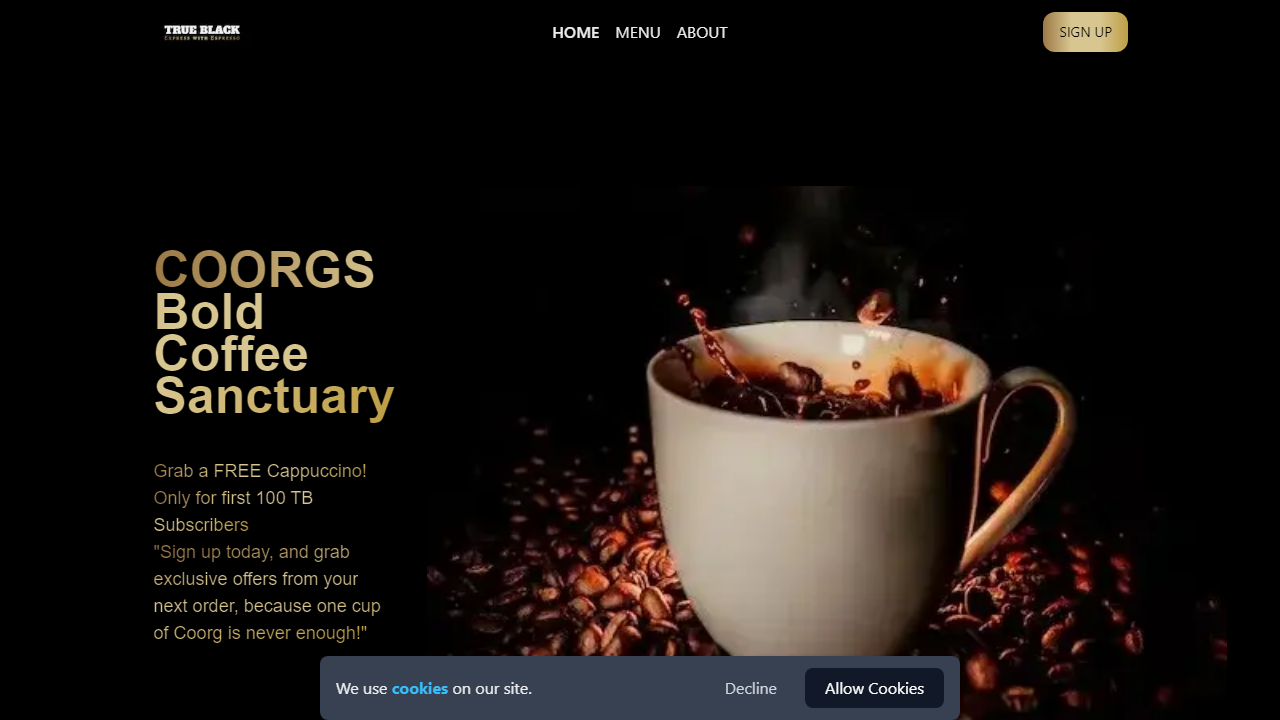 TRUE BLACK
Express with Espresso
HOME MENU ABOUT
SIGN UP
COORGS
Bold
Coffee
Sanctuary
Grab a FREE Cappuccino!
Only for first 100 TB
Subscribers
"Sign up today, and grab
exclusive offers from your
next order, because one cup
of Coorg is never enough!"
We use cookies on our site.
Decline
Allow Cookies